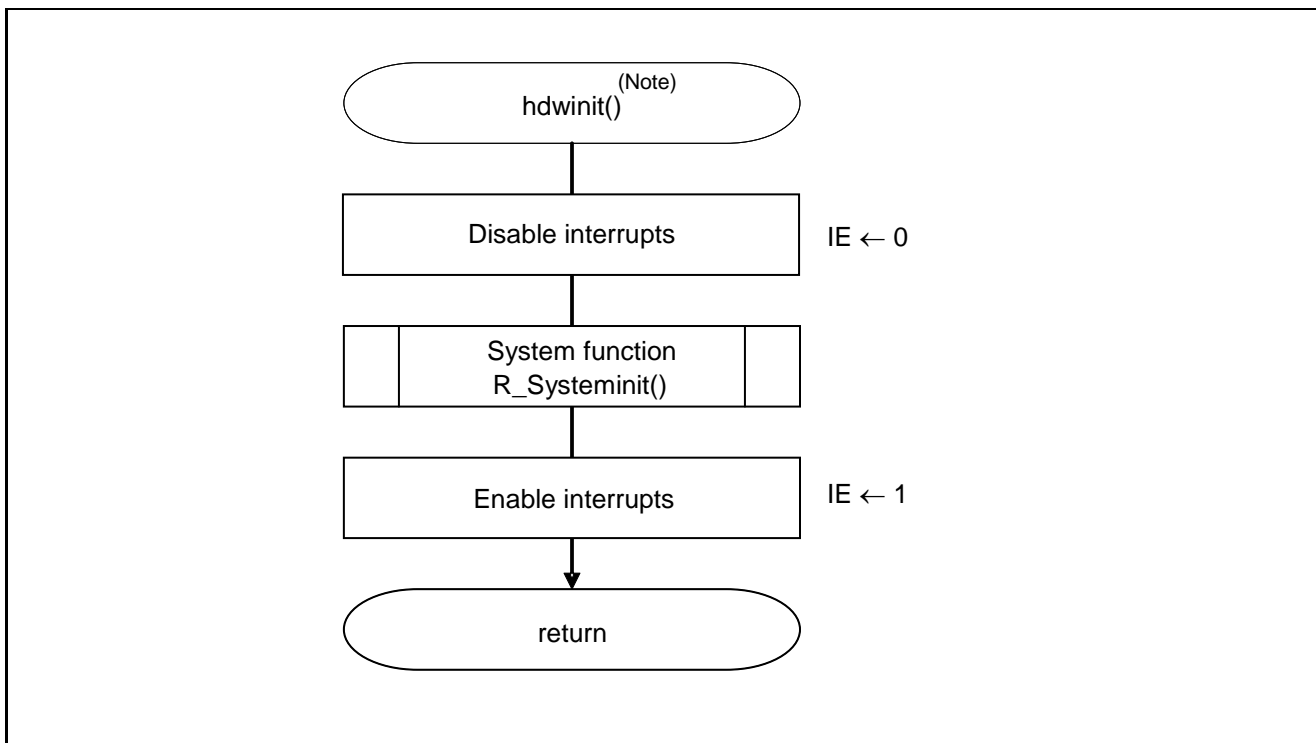 (Note)
hdwinit()
Disable interrupts
IE ← 0
System function
R_Systeminit()
Enable interrupts
IE ← 1
return